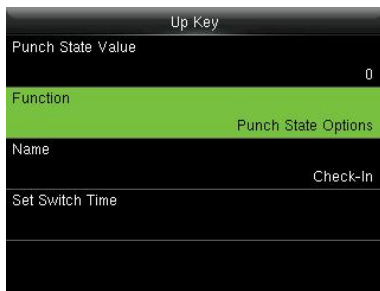 Up Key
Punch State Value
0
Function
Punch State Options
Name
Check-In
Set Switch Time